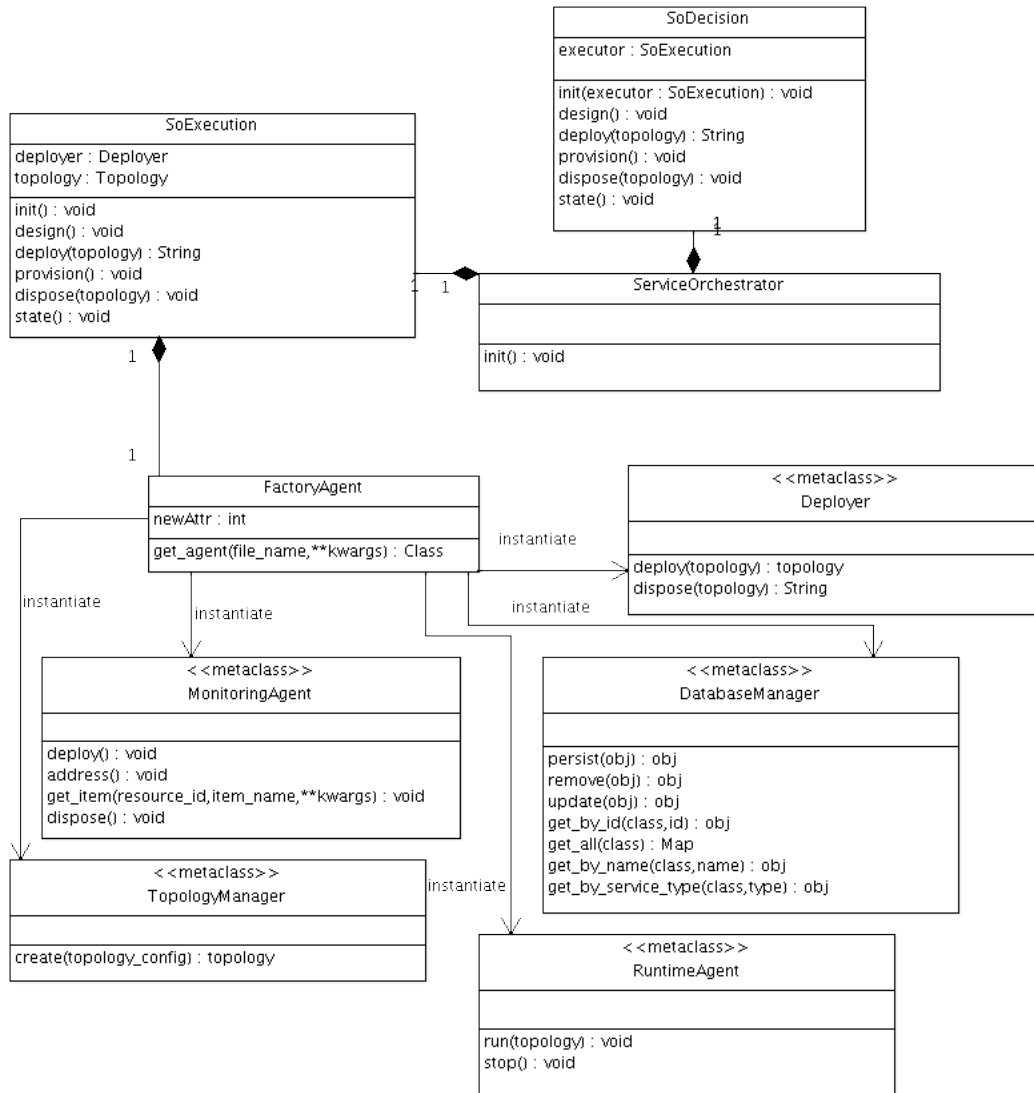 SoDecision
executor : SoExecution
init(executor : SoExecution) : void
design() : void
deploy(topology) : String
provision() : void
dispose(topology) : void
state() : void
SoExecution
deployer : Deployer
topology : Topology
init() : void
design() : void
deploy(topology) : String
provision() : void
dispose(topology) : void
state() : void
1
1
1
1
ServiceOrchestrator
init() : void
1
1
FactoryAgent
newAttr : int
get_agent(file_name,**kwargs) : Class
<<metaclass>>
Deployer
deploy(topology) : topology
dispose(topology) : String
instantiate
instantiate
instantiate
instantiate
<<metaclass>>
MonitoringAgent
deploy() : void
address() : void
get_item(resource_id,item_name,**kwargs) : void
dispose() : void
<<metaclass>>
DatabaseManager
persist(obj) : obj
remove(obj) : obj
update(obj) : obj
get_by_id(class,id) : obj
get_all(class) : Map
get_by_name(class,name) : obj
get_by_service_type(class,type) : obj
<<metaclass>>
TopologyManager
create(topology_config) : topology
instantiate
<<metaclass>>
RuntimeAgent
run(topology) : void
stop() : void